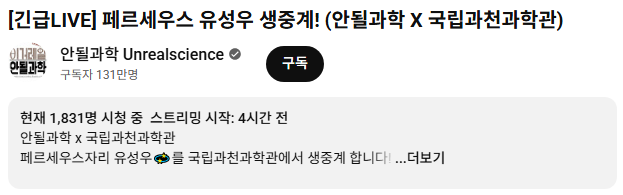 [긴급LIVE] 페르세우스 유성우 생중계! (안될과학 X 국립과천과학관)
안될과학 Unrealscience
구독자 131만명
구독
안될과학
현재 1,831명 시청 중 스트리밍 시작: 4시간 전
안될과학 x 국립과천과학관
페르세우스자리 유성우☄️를 국립과천과학관에서 생중계 합니다! ...더보기